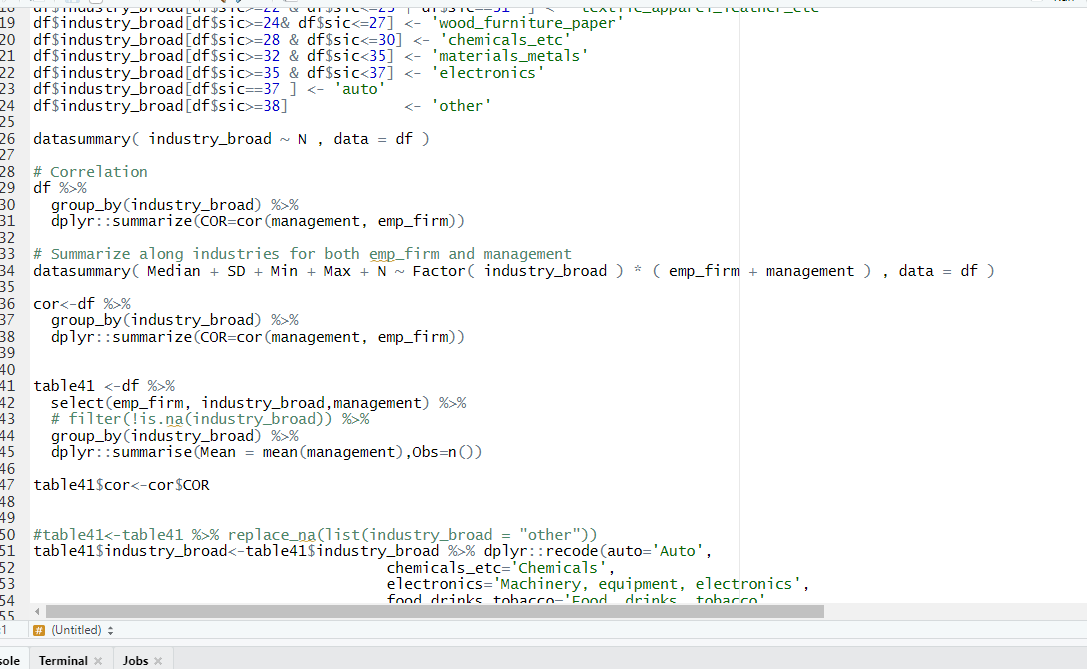 19 df$industry_broad[df$sic>=24& df$sic<=27] <- 'wood_furniture_paper'
20 df$industry_broad[df$sic>=28 & df$sic<=30] <- 'chemicals_etc'
21 df$industry_broad[df$sic>=32 & df$sic<35] <- 'materials_metals'
22 df$industry_broad[df$sic>=35 & df$sic<37] <- 'electronics'
23 df$industry_broad[df$sic==37 ] <- 'auto'
24 df$industry_broad[df$sic>=38] <- 'other'
25
26 datasummary( industry_broad ~ N , data = df )
27
28 # Correlation
29 df %>%
30 group_by(industry_broad) %>%
31 dplyr::summarize(COR=cor(management, emp_firm))
32
33 # Summarize along industries for both emp_firm and management
34 datasummary( Median + SD + Min + Max + N ~ Factor( industry_broad ) * ( emp_firm + management ) , data = df )
35
36 cor<-df %>%
37 group_by(industry_broad) %>%
38 dplyr::summarize(COR=cor(management, emp_firm))
39
40
41 table41 <-df %>%
42 select(emp_firm, industry_broad,management) %>%
43 # filter(!is.na(industry_broad)) %>%
44 group_by(industry_broad) %>%
45 dplyr::summarise(Mean = mean(management),Obs=n())
46
47 table41$cor<-cor$COR
48
49
50 #table41<-table41 %>% replace_na(list(industry_broad = "other"))
51 table41$industry_broad<-table41$industry_broad %>% dplyr::recode(auto='Auto',
52 chemicals_etc='Chemicals',
53 electronics='Machinery, equipment, electronics',
54 food_drinks_tobacco='Food, drinks, tobacco'
55
:1 # (Untitled)
sole Terminal Jobs